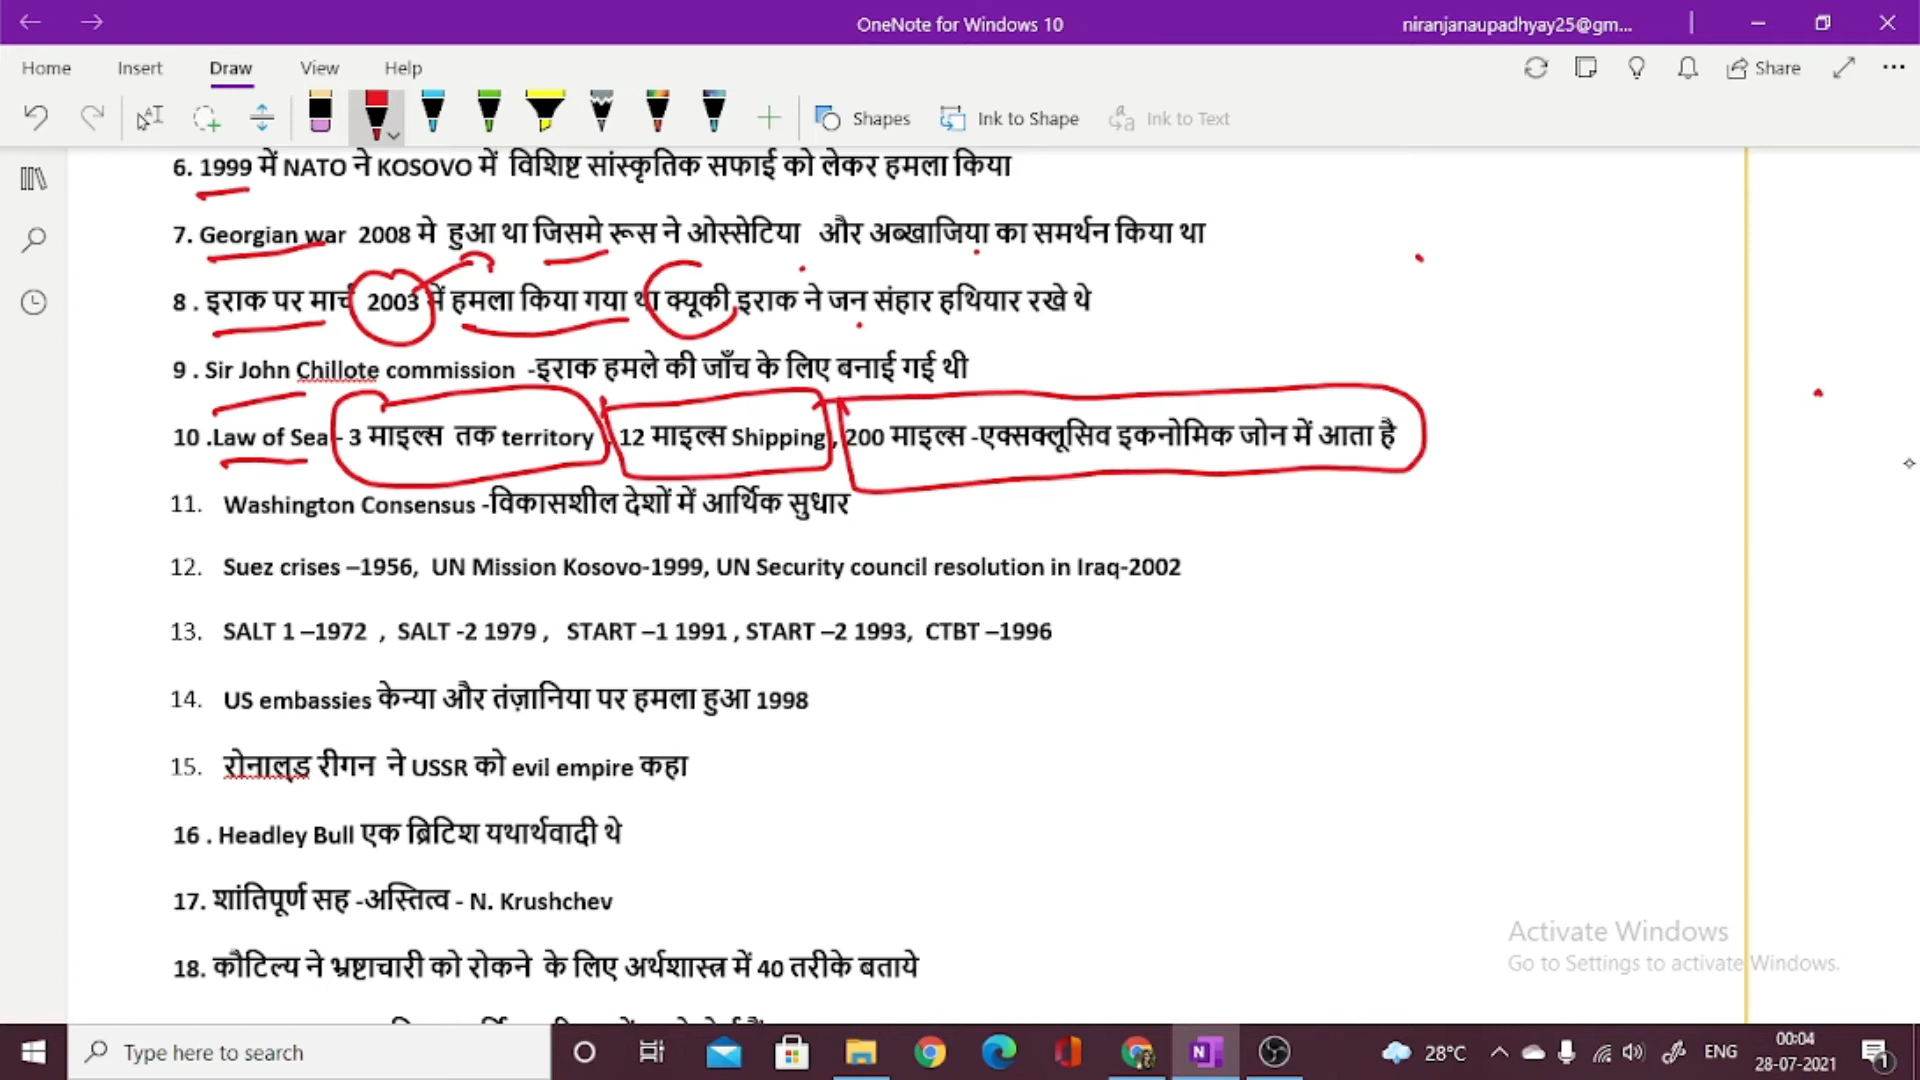 OneNote for Windows 10
niranjanaupadhyay25@gm...
Home Insert Draw View Help
Share
Shapes Ink to Shape Ink to Text
6. 1999 में NATO ने KOSOVO में विशिष्ट सांस्कृतिक सफाई को लेकर हमला किया
7. Georgian war 2008 मे हुआ था जिसमे रूस ने ओस्सेटिया और अब्खाजिया का समर्थन किया था
8 . इराक पर मार्च 2003 में हमला किया गया था क्यूकी इराक ने जन संहार हथियार रखे थे
9 . Sir John Chillote commission -इराक हमले की जाँच के लिए बनाई गई थी
10 .Law of Sea - 3 माइल्स तक territory , 12 माइल्स Shipping , 200 माइल्स -एक्सक्लूसिव इकनोमिक जोन में आता है
11. Washington Consensus -विकासशील देशों में आर्थिक सुधार
12. Suez crises –1956, UN Mission Kosovo-1999, UN Security council resolution in Iraq-2002
13. SALT 1 –1972 , SALT -2 1979 , START –1 1991 , START –2 1993, CTBT –1996
14. US embassies केन्या और तंज़ानिया पर हमला हुआ 1998
15. रोनाल्ड रीगन ने USSR को evil empire कहा
16 . Headley Bull एक ब्रिटिश यथार्थवादी थे
17. शांतिपूर्ण सह -अस्तित्व - N. Krushchev
18. कौटिल्य ने भ्रष्टाचारी को रोकने के लिए अर्थशास्त्र में 40 तरीके बताये
Activate Windows
Go to Settings to activate Windows.
Type here to search
28°C
ENG
00:04
28-07-2021
1